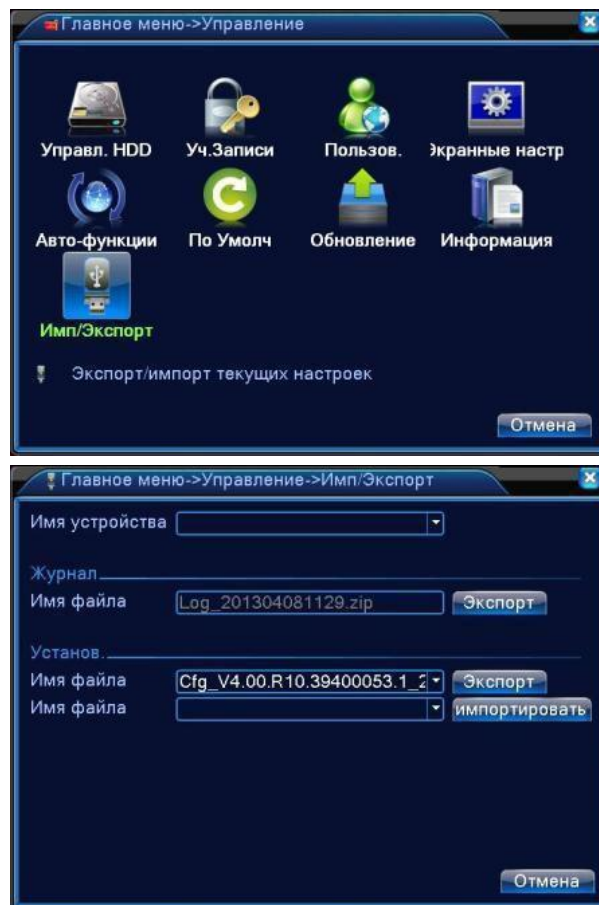 Главное меню->Управление
Управл. HDD Уч.Записи Пользов. Экранные настр
Авто-функции По Умолч Обновление Информация
Имп/Экспорт
Экспорт/импорт текущих настроек
Отмена
Главное меню->Управление->Имп/Экспорт
Имя устройства
Журнал
Имя файла Log_201304081129.zip Экспорт
Установ.
Имя файла Cfg_V4.00.R10.39400053.1_2 Экспорт
Имя файла импортировать
Отмена